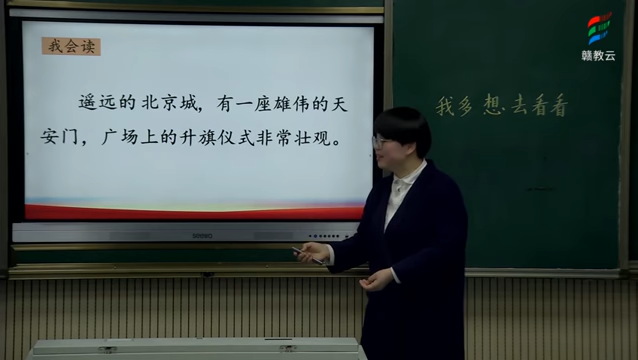 我会读
遥远的北京城，有一座雄伟的天
安门，广场上的升旗仪式非常壮观。
我多想去看看
赣教云